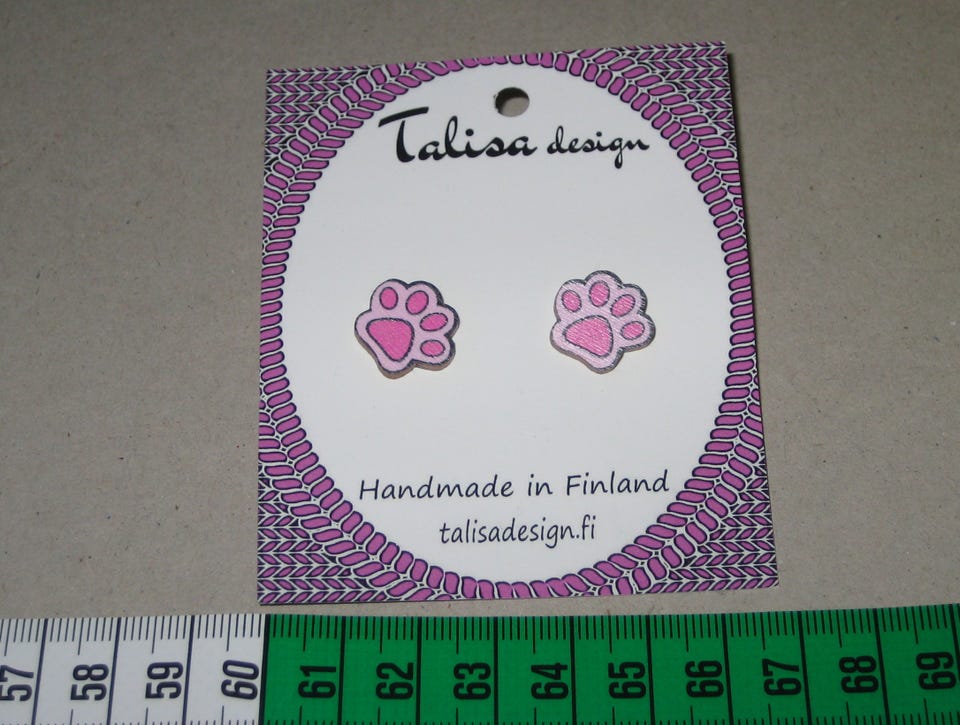 Talisa design
Handmade in Finland
talisadesign.fi
57 58 59 60 61 62 63 64 65 66 67 68 69